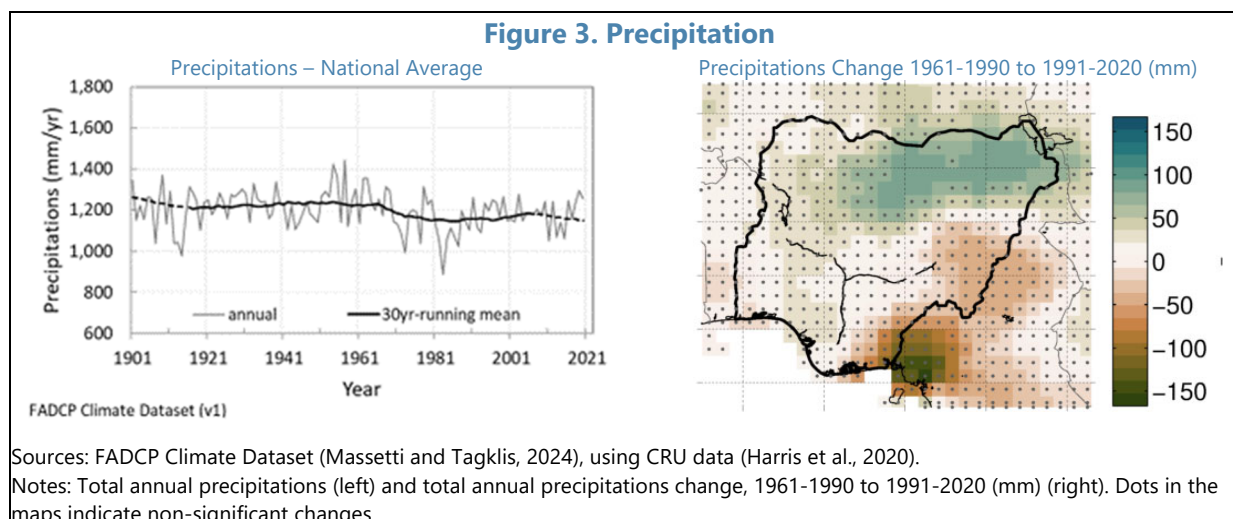 Figure 3. Precipitation
Precipitations – National Average
Precipitations Change 1961-1990 to 1991-2020 (mm)
Precipitations (mm/yr)
1,800
1,600
1,400
1,200
1,000
800
600
annual
30yr-running mean
1901 1921 1941 1961 1981 2001 2021
Year
FADCP Climate Dataset (v1)
150
100
50
0
−50
−100
−150
Sources: FADCP Climate Dataset (Massetti and Tagklis, 2024), using CRU data (Harris et al., 2020).
Notes: Total annual precipitations (left) and total annual precipitations change, 1961-1990 to 1991-2020 (mm) (right). Dots in the
maps indicate non-significant changes